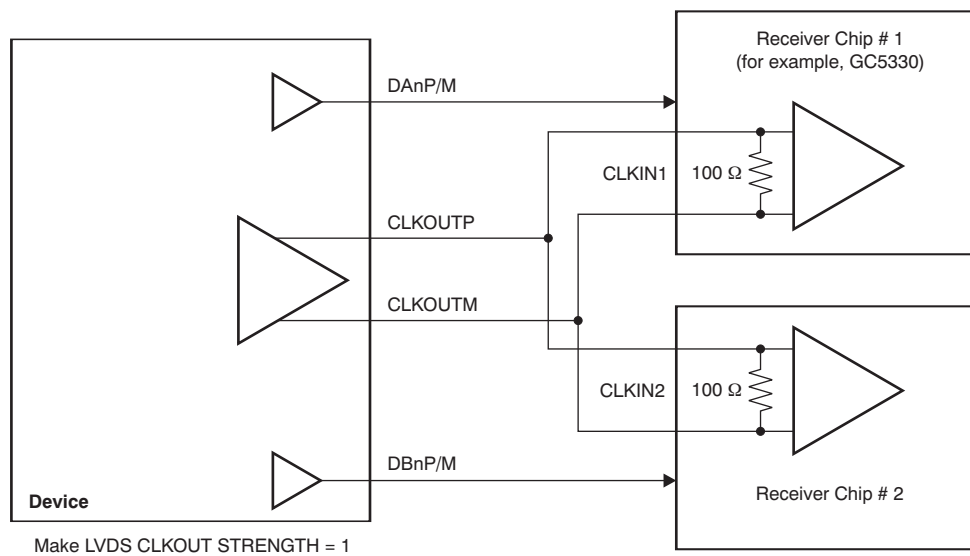 Receiver Chip # 1
(for example, GC5330)
DAnP/M
CLKIN1
100 Ω
CLKOUTP
CLKOUTM
CLKIN2
100 Ω
DBnP/M
Device
Receiver Chip # 2
Make LVDS CLKOUT STRENGTH = 1